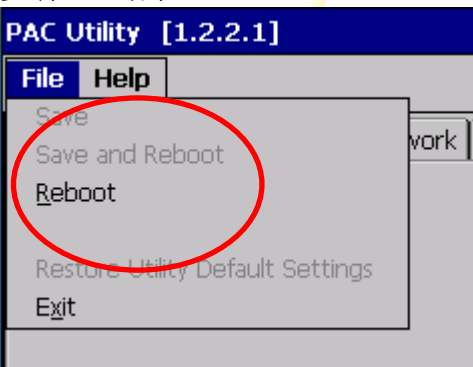 PAC Utility [1.2.2.1]
File Help
Save
Save and Reboot
work
Reboot
Restore Utility Default Settings
Exit